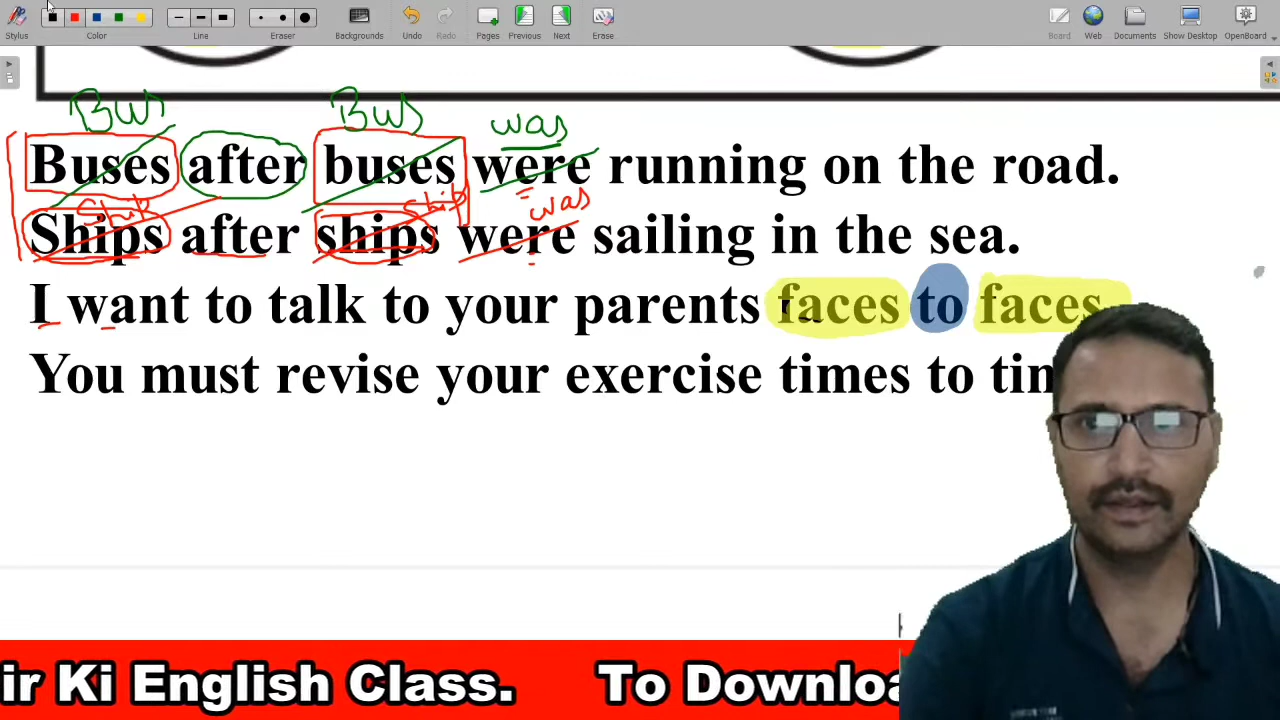 Stylus Color Line Eraser Backgrounds Undo Redo Pages Previous Next Erase Board Web Documents Show Desktop OpenBoard
Bus Bus was
Buses after buses were running on the road.
Ship ship was
Ships after ships were sailing in the sea.
I want to talk to your parents faces to faces.
You must revise your exercise times to
ir Ki English Class. To Downloa